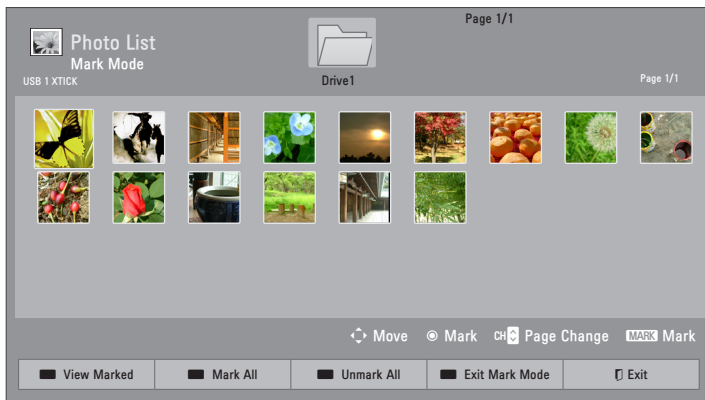 Page 1/1
Photo List
Mark Mode
USB 1 XTICK
Drive1
Page 1/1
Move
Mark
CH Page Change
MARK Mark
View Marked
Mark All
Unmark All
Exit Mark Mode
Exit